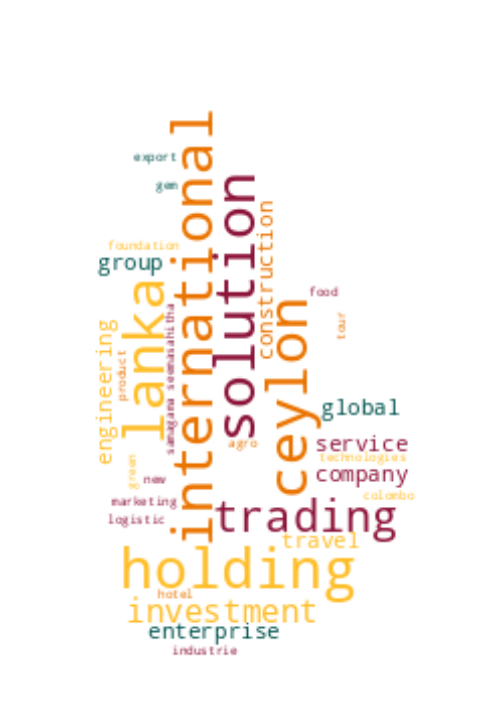 international
export
gem
solution
construction
foundation
group
lanka
food
ceylon
samagama seemasahitha
tour
engineering
product
global
agro
service
technologies
green
new
company
colombo
marketing
trading
logistic
travel
holding
hotel
investment
enterprise
industrie